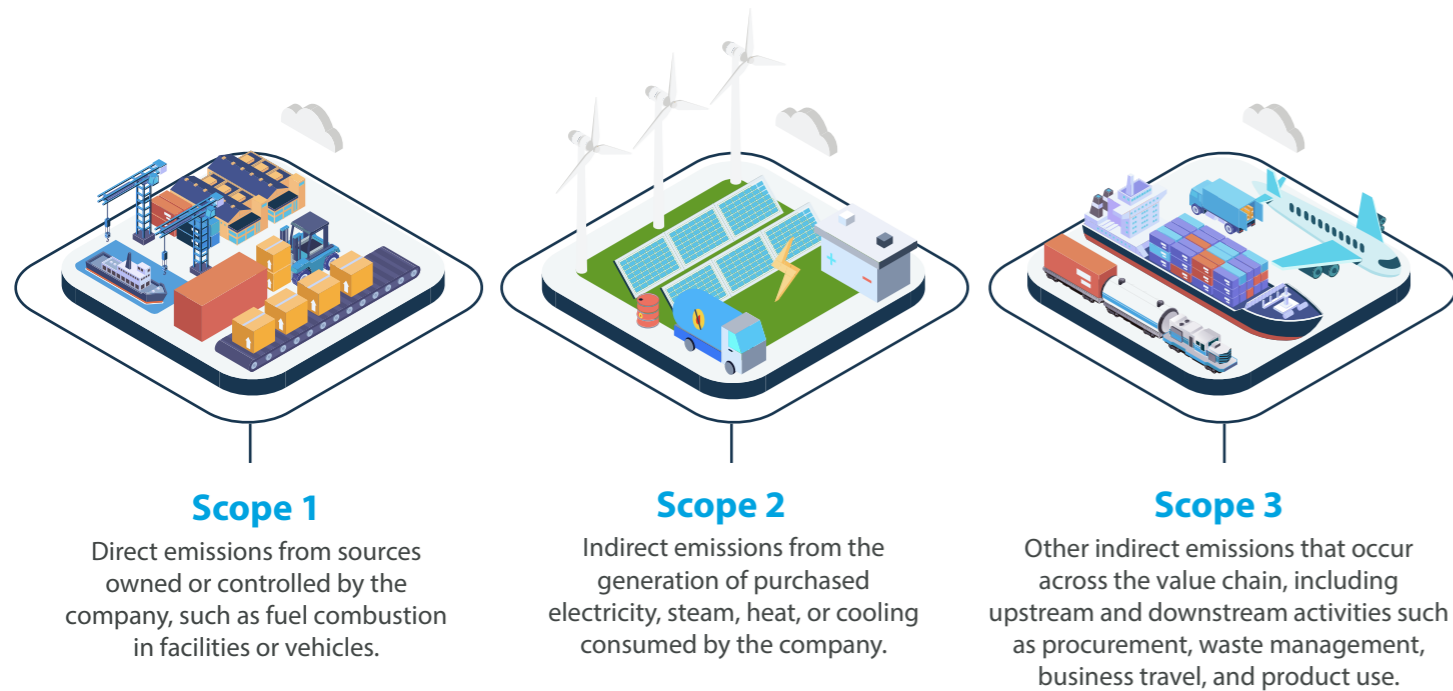 Scope 1
Direct emissions from sources
owned or controlled by the
company, such as fuel combustion
in facilities or vehicles.
Scope 2
Indirect emissions from the
generation of purchased
electricity, steam, heat, or cooling
consumed by the company.
Scope 3
Other indirect emissions that occur
across the value chain, including
upstream and downstream activities such
as procurement, waste management,
business travel, and product use.